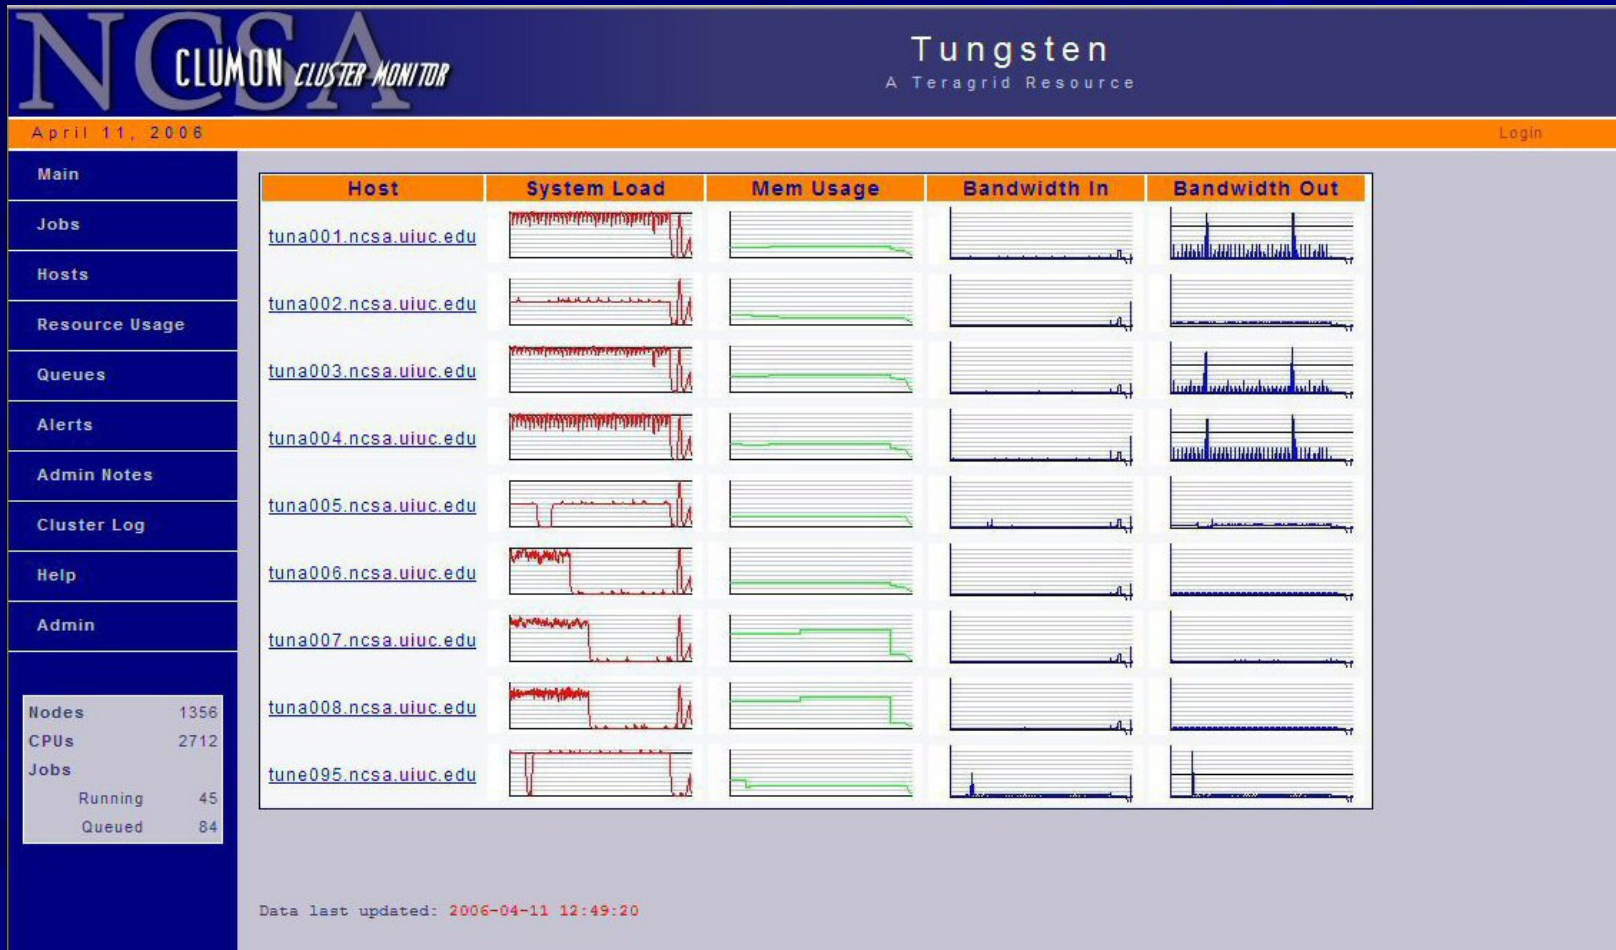 NCSA
CLUMON CLUSTER MONITOR
Tungsten
A Teragrid Resource
April 11, 2006
Login
Main
Jobs
Hosts
Resource Usage
Queues
Alerts
Admin Notes
Cluster Log
Help
Admin
Nodes 1356
CPUs 2712
Jobs
Running 45
Queued 84
Host System Load Mem Usage Bandwidth In Bandwidth Out
tuna001.ncsa.uiuc.edu
tuna002.ncsa.uiuc.edu
tuna003.ncsa.uiuc.edu
tuna004.ncsa.uiuc.edu
tuna005.ncsa.uiuc.edu
tuna006.ncsa.uiuc.edu
tuna007.ncsa.uiuc.edu
tuna008.ncsa.uiuc.edu
tune095.ncsa.uiuc.edu
Data last updated: 2006-04-11 12:49:20